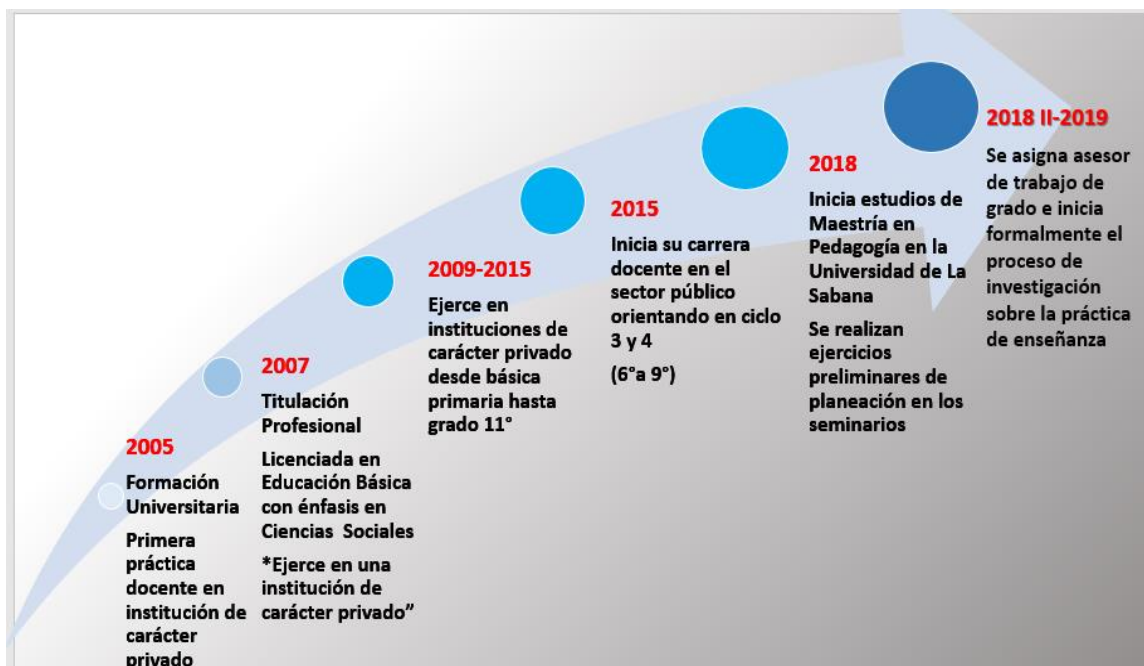 2005
Formación
Universitaria
Primera
práctica
docente en
institución de
carácter
privado
2007
Titulación
Profesional
Licenciada en
Educación Básica
con énfasis en
Ciencias Sociales
*Ejerce en una
institución de
carácter privado”
2009-2015
Ejerce en
instituciones de
carácter privado
desde básica
primaria hasta
grado 11°
2015
Inicia su carrera
docente en el
sector público
orientando en ciclo
3 y 4
(6°a 9°)
2018
Inicia estudios de
Maestría en
Pedagogía en la
Universidad de La
Sabana
Se realizan
ejercicios
preliminares de
planeación en los
seminarios
2018 II-2019
Se asigna asesor
de trabajo de
grado e inicia
formalmente el
proceso de
investigación
sobre la práctica
de enseñanza